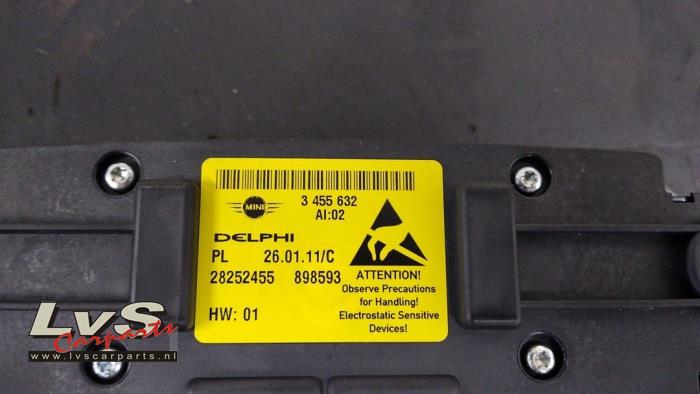 MINI
3 455 632
AI:02
DELPHI
PL 26.01.11/C
28252455 898593
HW: 01
ATTENTION!
Observe Precautions
for Handling!
Electrostatic Sensitive
Devices!
LvS
Carparts
www.lvscarparts.nl